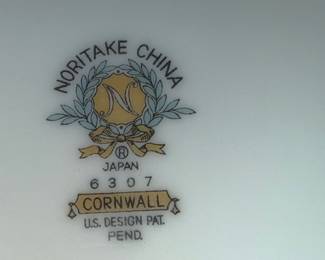 NORITAKE CHINA
N
®
JAPAN
6307
CORNWALL
U.S. DESIGN PAT.
PEND.